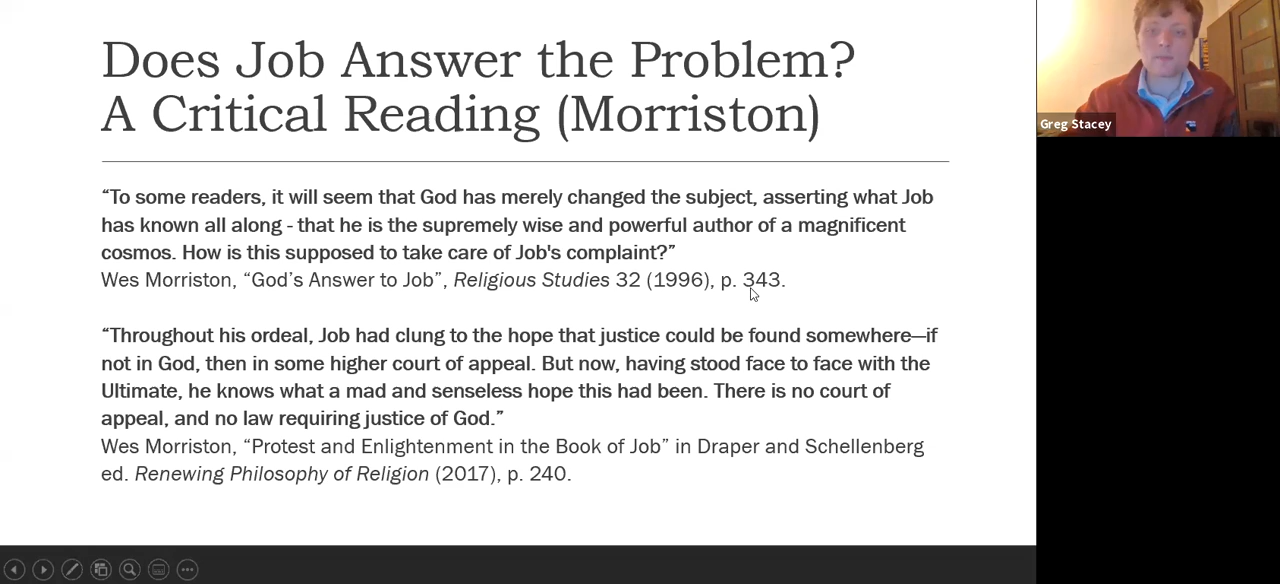 Does Job Answer the Problem?
A Critical Reading (Morriston)
“To some readers, it will seem that God has merely changed the subject, asserting what Job
has known all along - that he is the supremely wise and powerful author of a magnificent
cosmos. How is this supposed to take care of Job's complaint?”
Wes Morriston, “God’s Answer to Job”, Religious Studies 32 (1996), p. 343.
“Throughout his ordeal, Job had clung to the hope that justice could be found somewhere—if
not in God, then in some higher court of appeal. But now, having stood face to face with the
Ultimate, he knows what a mad and senseless hope this had been. There is no court of
appeal, and no law requiring justice of God.”
Wes Morriston, “Protest and Enlightenment in the Book of Job” in Draper and Schellenberg
ed. Renewing Philosophy of Religion (2017), p. 240.
Greg Stacey